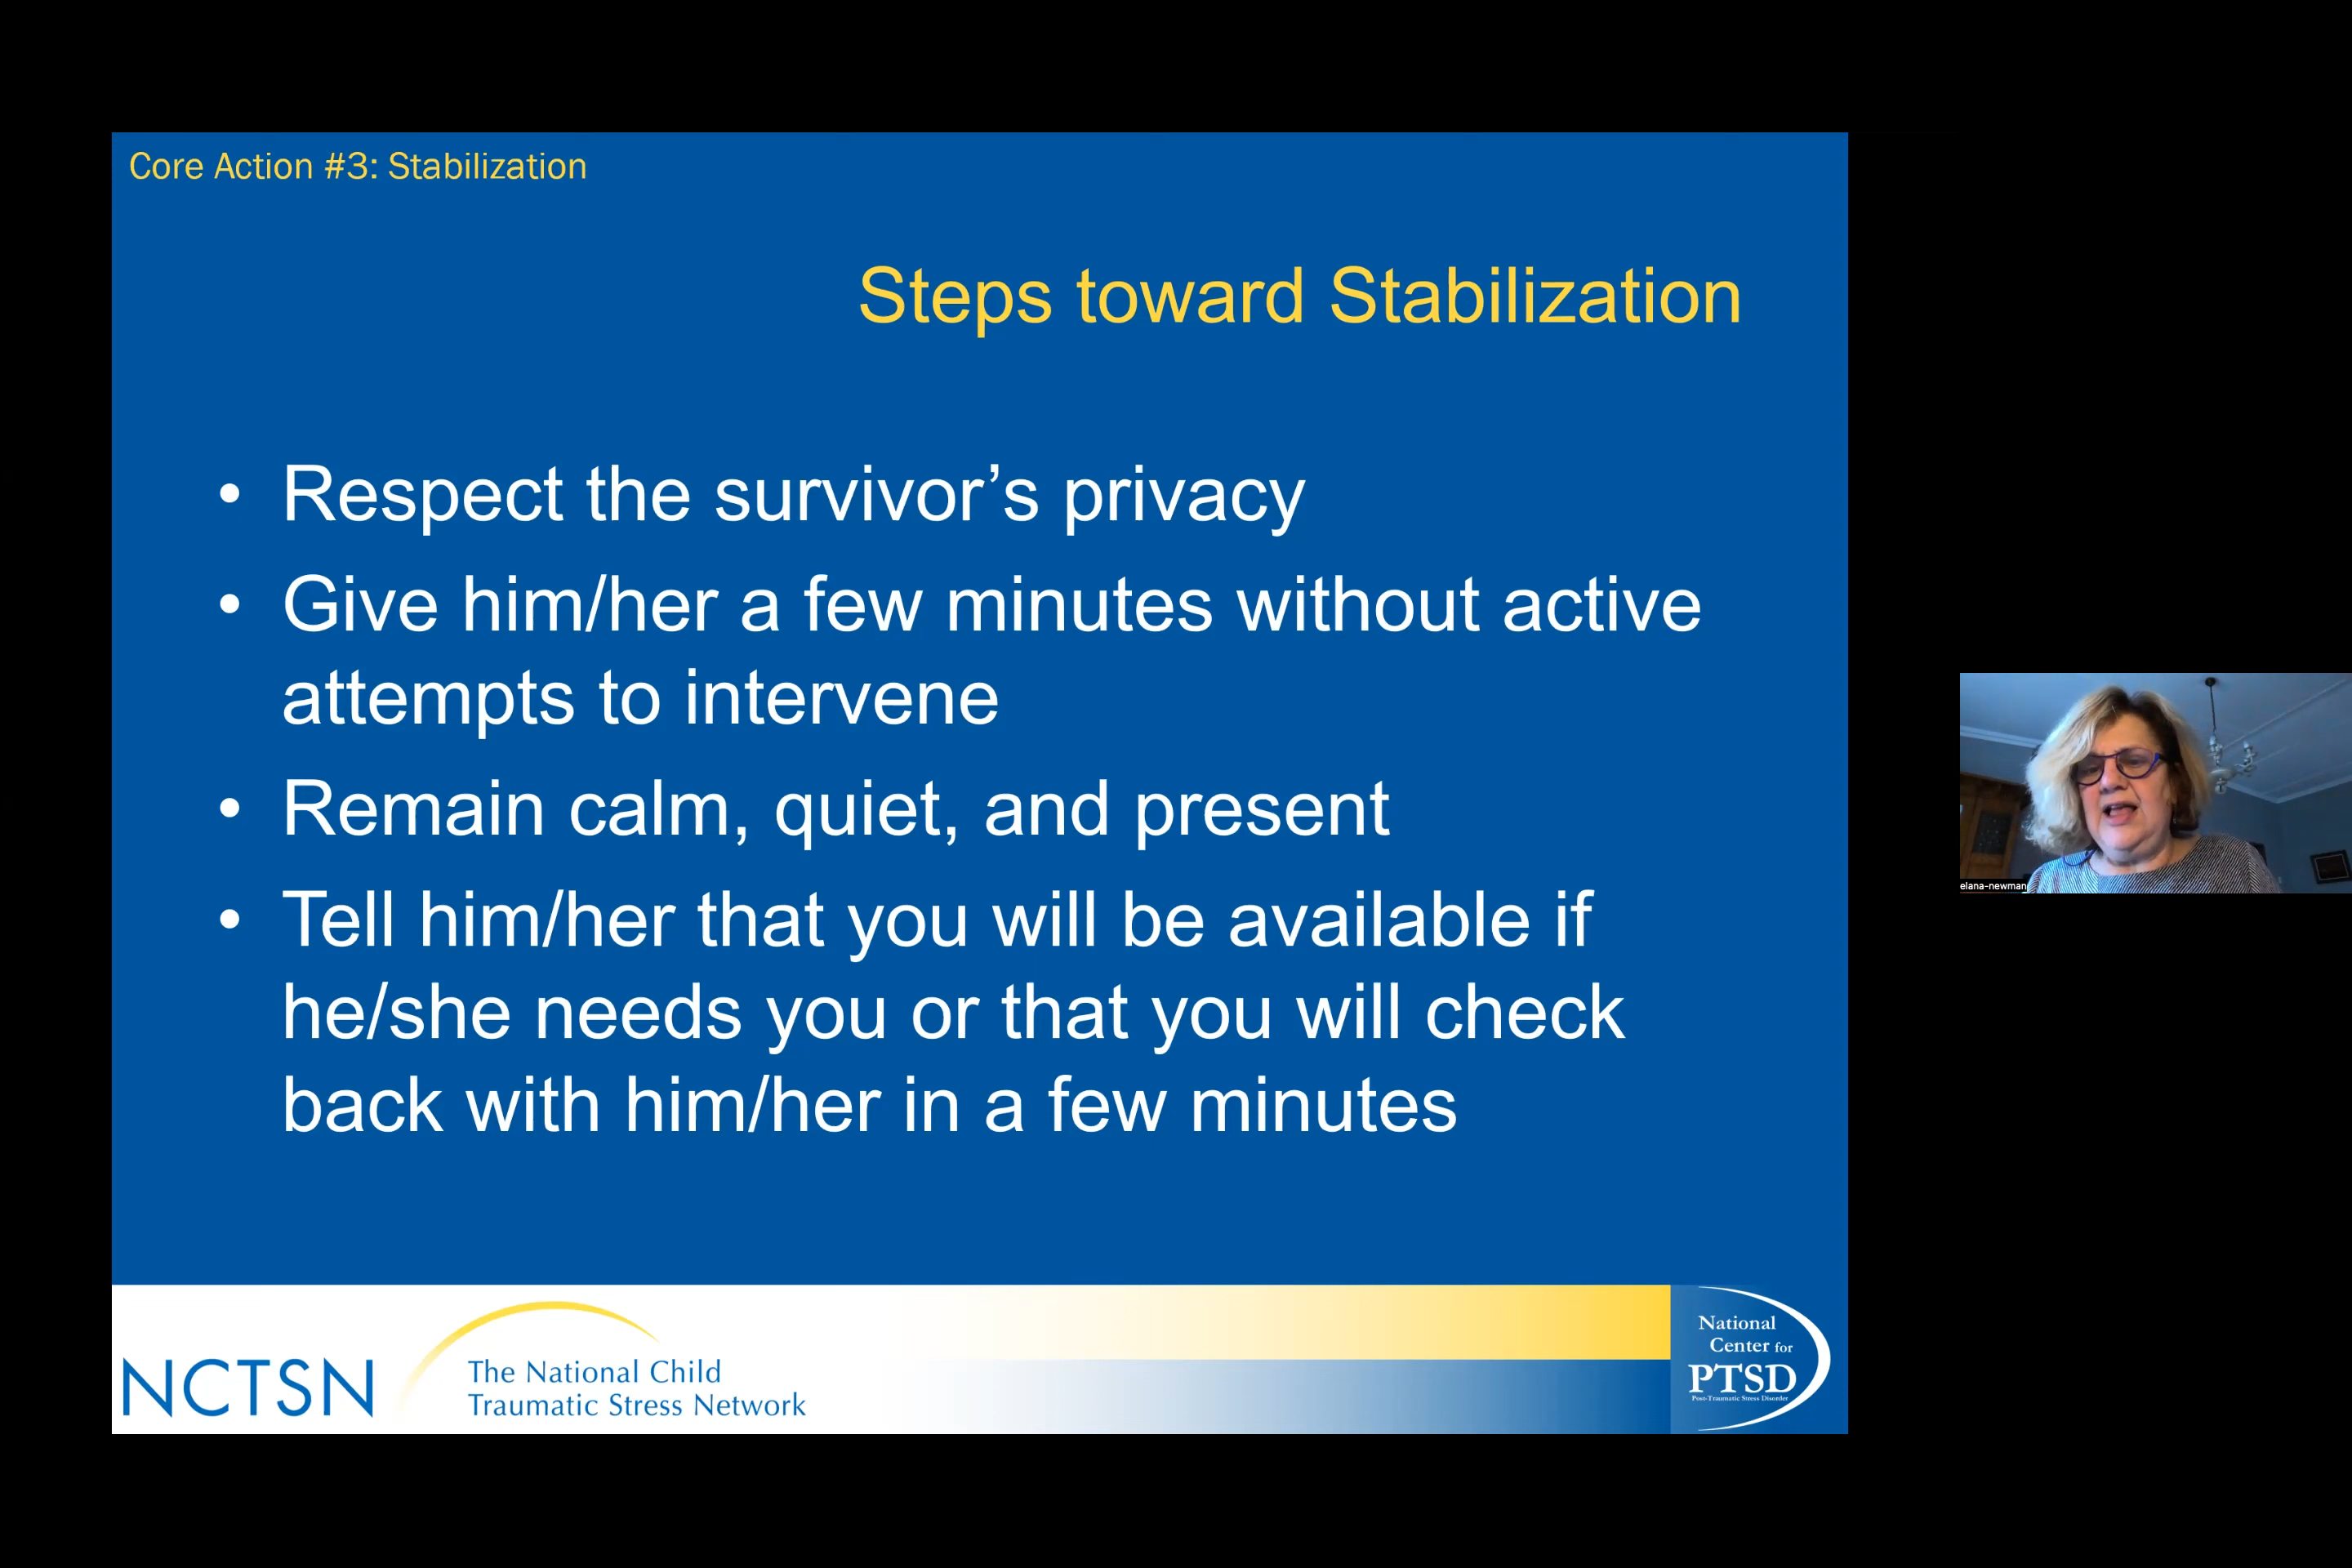 Core Action #3: Stabilization
Steps toward Stabilization
• Respect the survivor’s privacy
• Give him/her a few minutes without active
attempts to intervene
• Remain calm, quiet, and present
• Tell him/her that you will be available if
he/she needs you or that you will check
back with him/her in a few minutes
elana-newman
NCTSN
The National Child
Traumatic Stress Network
National
Center for
PTSD
Post-Traumatic Stress Disorder